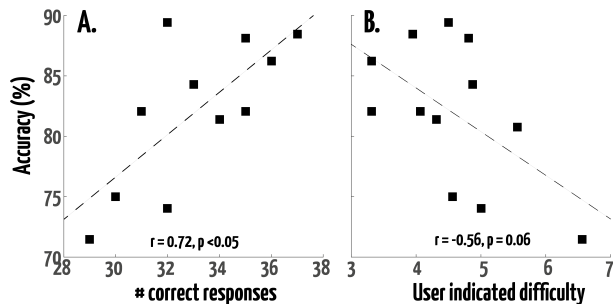 A.
B.
90
85
80
75
70
Accuracy (%)
r = 0.72, p <0.05
r = -0.56, p = 0.06
28 30 32 34 36 38
3 4 5 6 7
# correct responses
User indicated difficulty